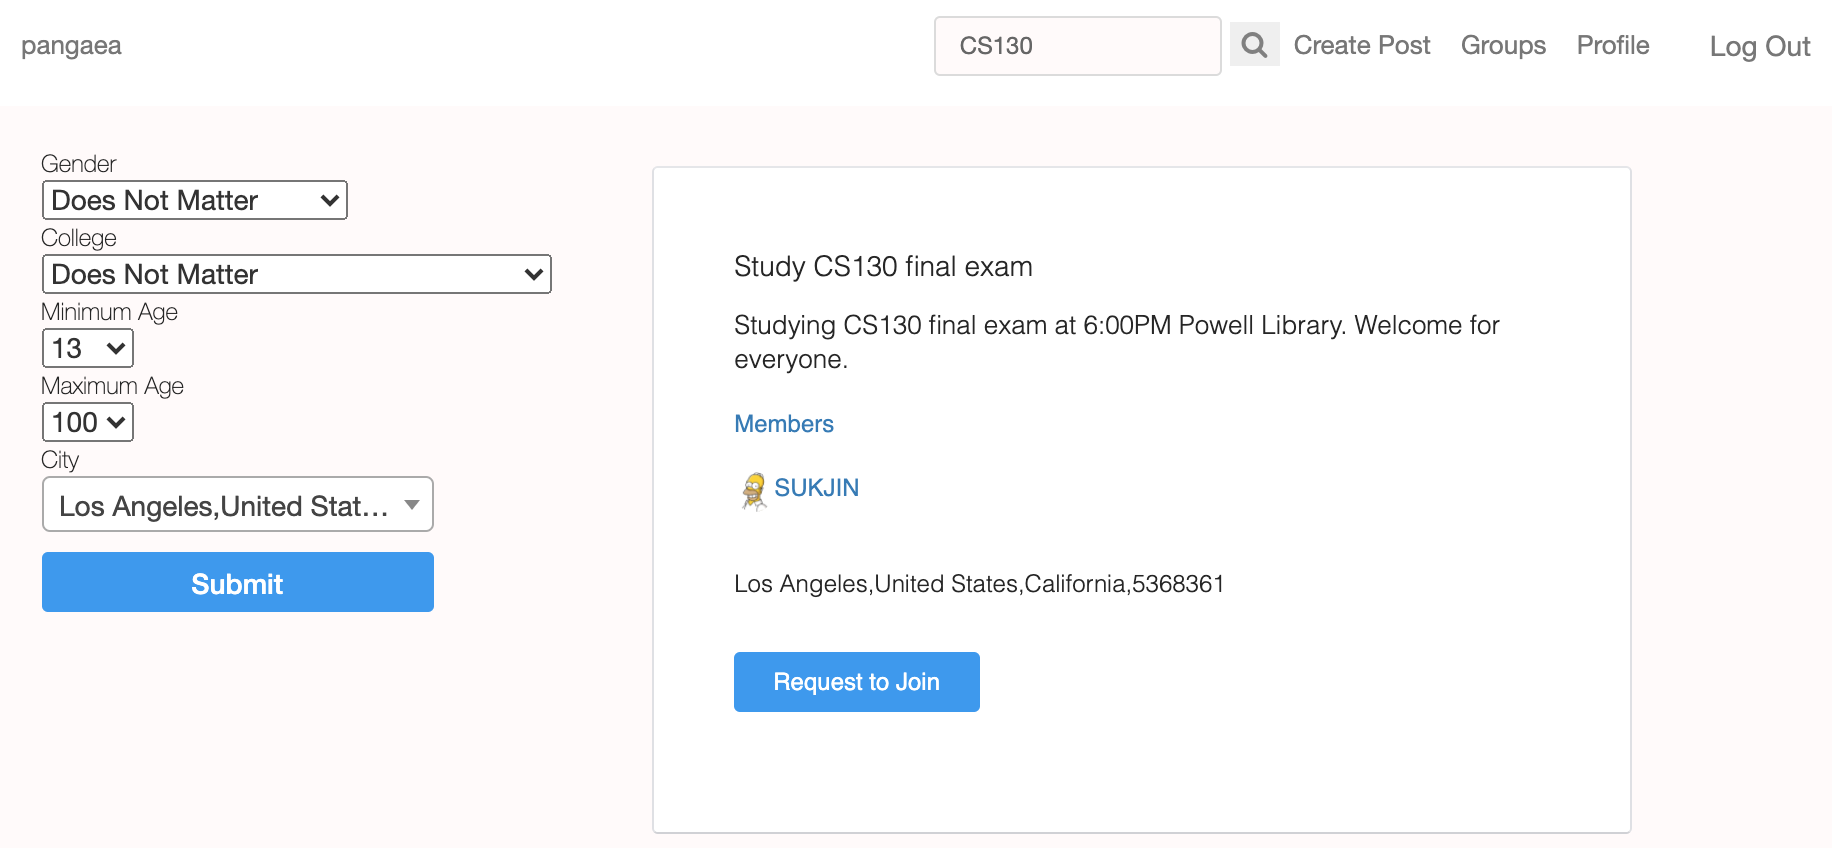 pangaea
CS130
Create Post
Groups
Profile
Log Out
Gender
Does Not Matter
College
Does Not Matter
Minimum Age
13
Maximum Age
100
City
Los Angeles,United Stat...
Submit
Study CS130 final exam
Studying CS130 final exam at 6:00PM Powell Library. Welcome for
everyone.
Members
SUKJIN
Los Angeles,United States,California,5368361
Request to Join